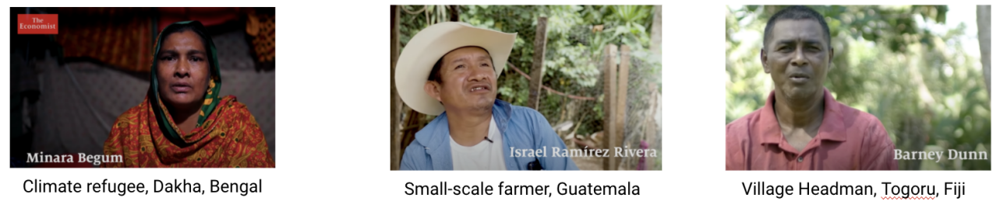 The
Economist
Minara Begum
Climate refugee, Dakha, Bengal
Israel Ramírez Rivera
Small-scale farmer, Guatemala
Barney Dunn
Village Headman, Togoru, Fiji